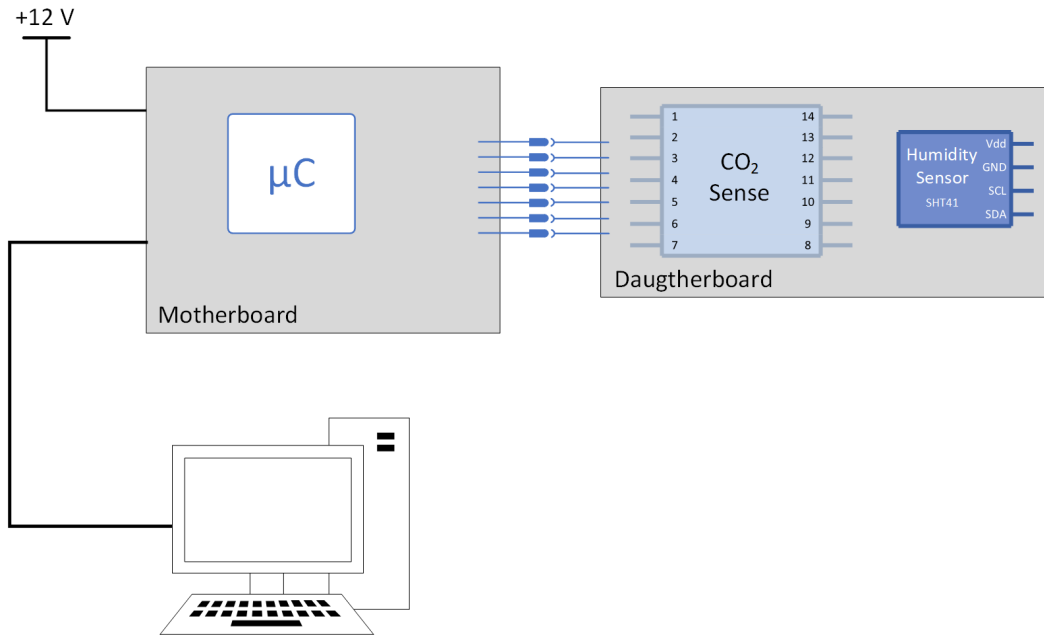 +12 V
µC
Motherboard
1
2
3
4
5
6
7
14
13
12
11
10
9
8
CO₂
Sense
Daugtherboard
Humidity
Sensor
SHT41
Vdd
GND
SCL
SDA